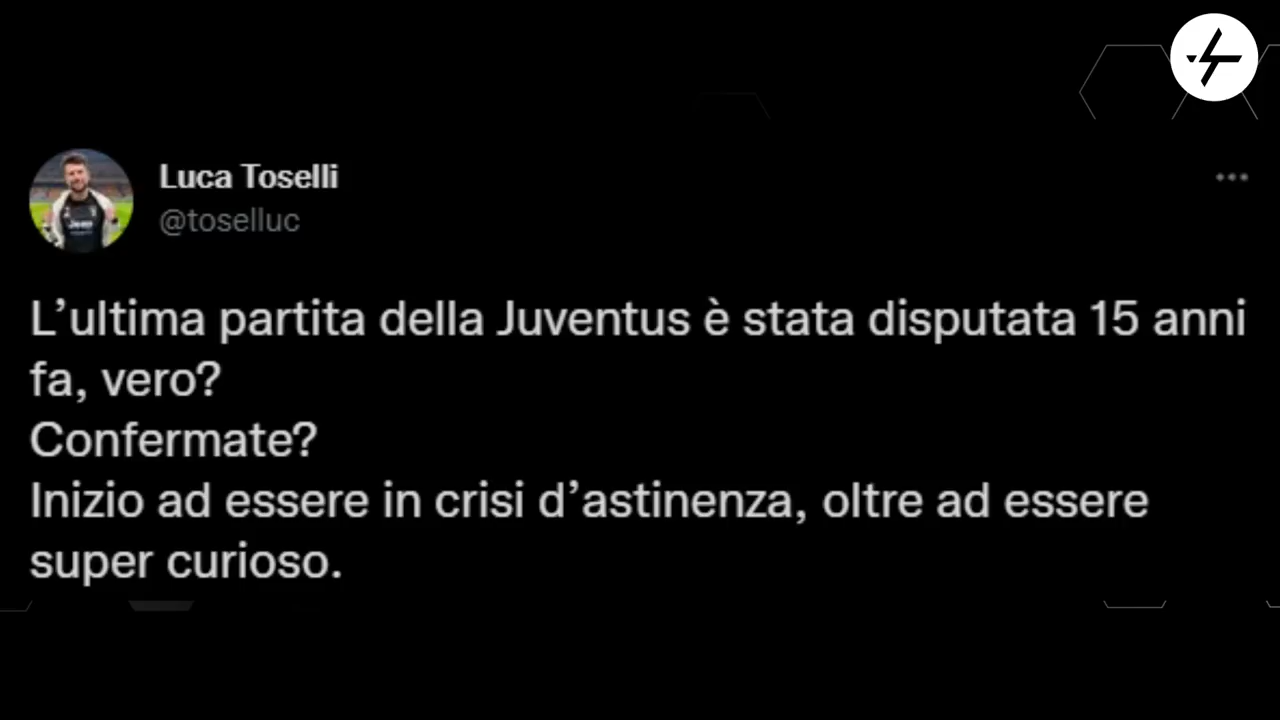 Luca Toselli
@toselluc
L’ultima partita della Juventus è stata disputata 15 anni
fa, vero?
Confermate?
Inizio ad essere in crisi d’astinenza, oltre ad essere
super curioso.